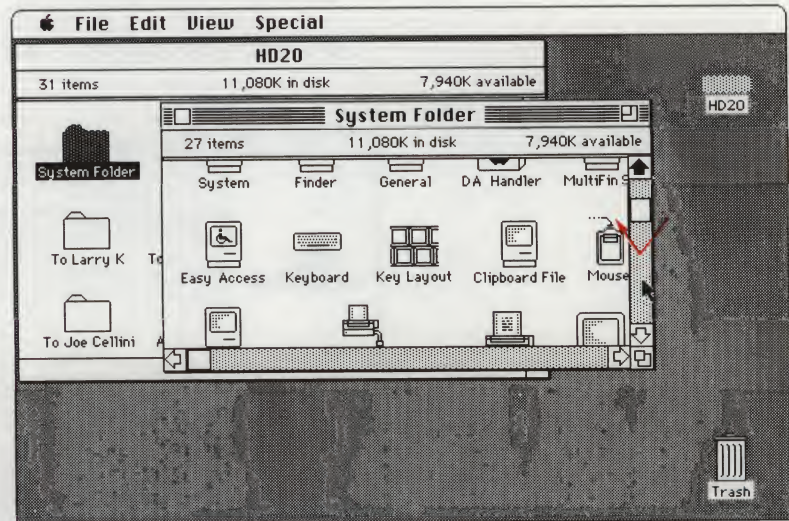 File Edit View Special
HD20
31 items 11,080K in disk 7,940K available
HD20
System Folder
27 items 11,080K in disk 7,940K available
System Folder
System Finder General DA Handler MultiFin S
To Larry K
Easy Access Keyboard Key Layout Clipboard File Mouse
To Joe Cellini
Trash